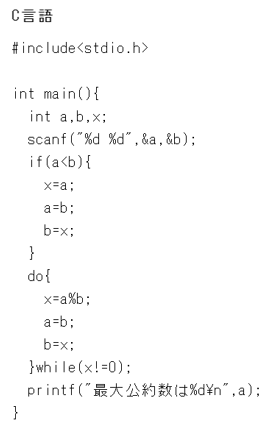 C言語
#include<stdio.h>
int main(){
int a,b,x;
scanf("%d %d",&a,&b);
if(a<b){
x=a;
a=b;
b=x;
}
do{
x=a%b;
a=b;
b=x;
}while(x!=0);
printf("最大公約数は%d¥n",a);
}